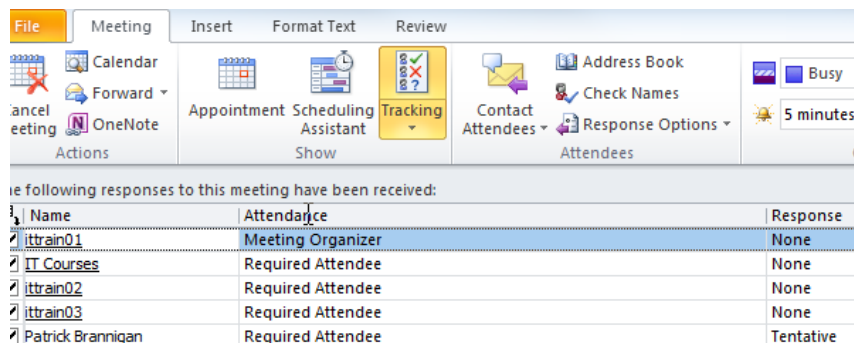 File Meeting Insert Format Text Review
Calendar
Forward
OneNote
ancel
eeting
Actions
Appointment Scheduling Assistant Tracking
Show
Contact Attendees
Address Book
Check Names
Response Options
Attendees
Busy
5 minutes
he following responses to this meeting have been received:
Name Attendance Response
ittrain01 Meeting Organizer None
IT Courses Required Attendee None
ittrain02 Required Attendee None
ittrain03 Required Attendee None
Patrick Brannigan Required Attendee Tentative